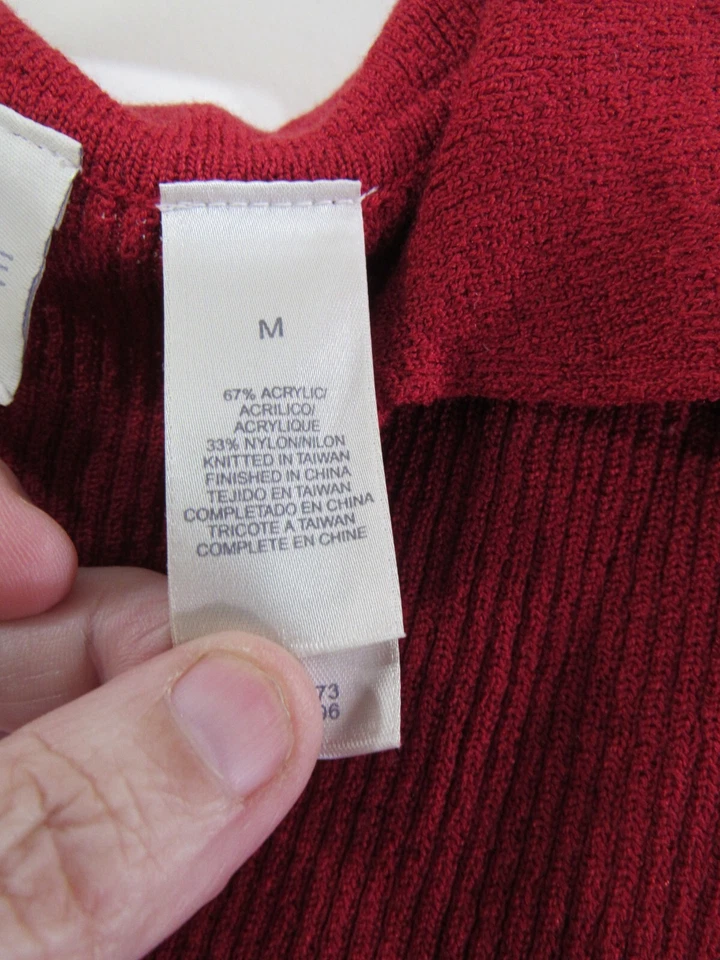 M
67% ACRYLIC/
ACRILICO/
ACRYLIQUE
33% NYLON/NILON
KNITTED IN TAIWAN
FINISHED IN CHINA
TEJIDO EN TAIWAN
COMPLETADO EN CHINA
TRICOTE A TAIWAN
COMPLETE EN CHINE
73